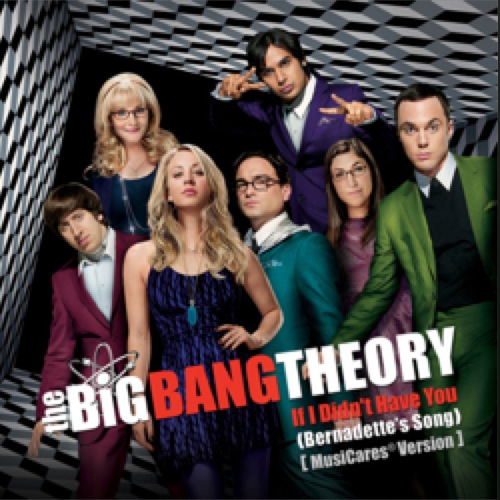 the BiG BANG THEORY
If I Didn't Have You
(Bernadette's Song)
[ MusiCares® Version ]